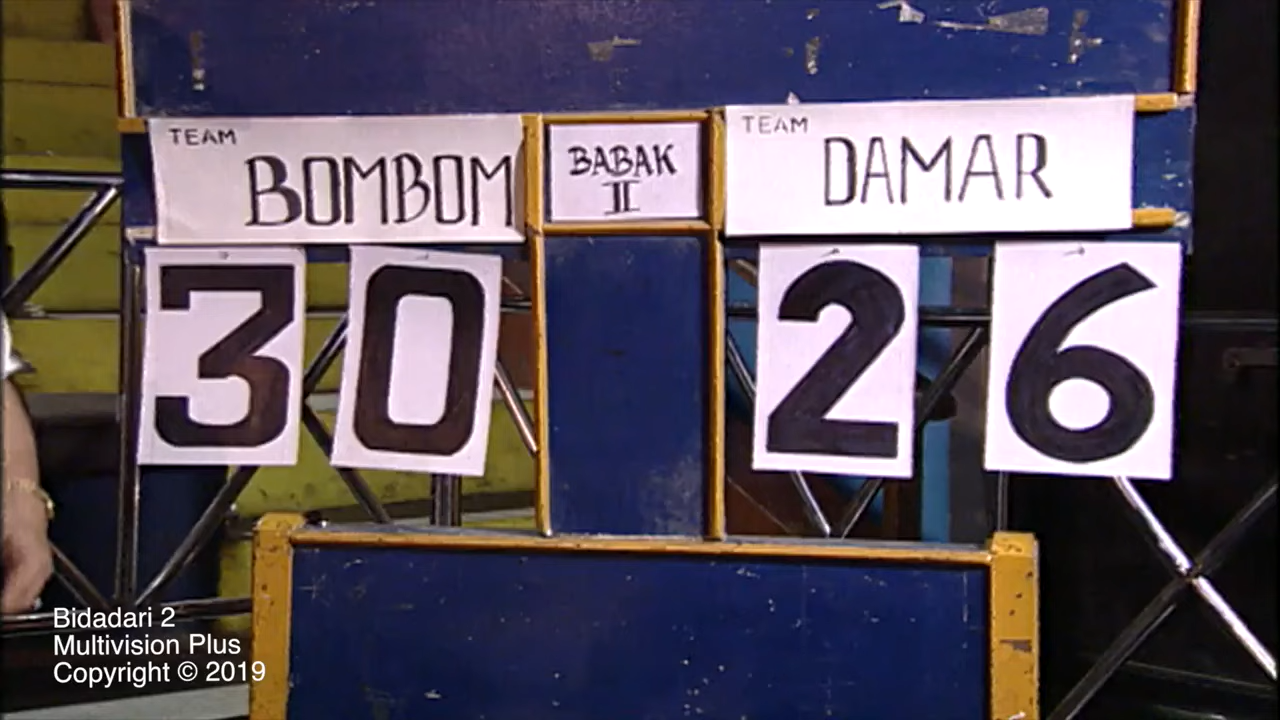 TEAM
BOMBOM
BABAK
II
TEAM
DAMAR
30
26
Bidadari 2
Multivision Plus
Copyright © 2019